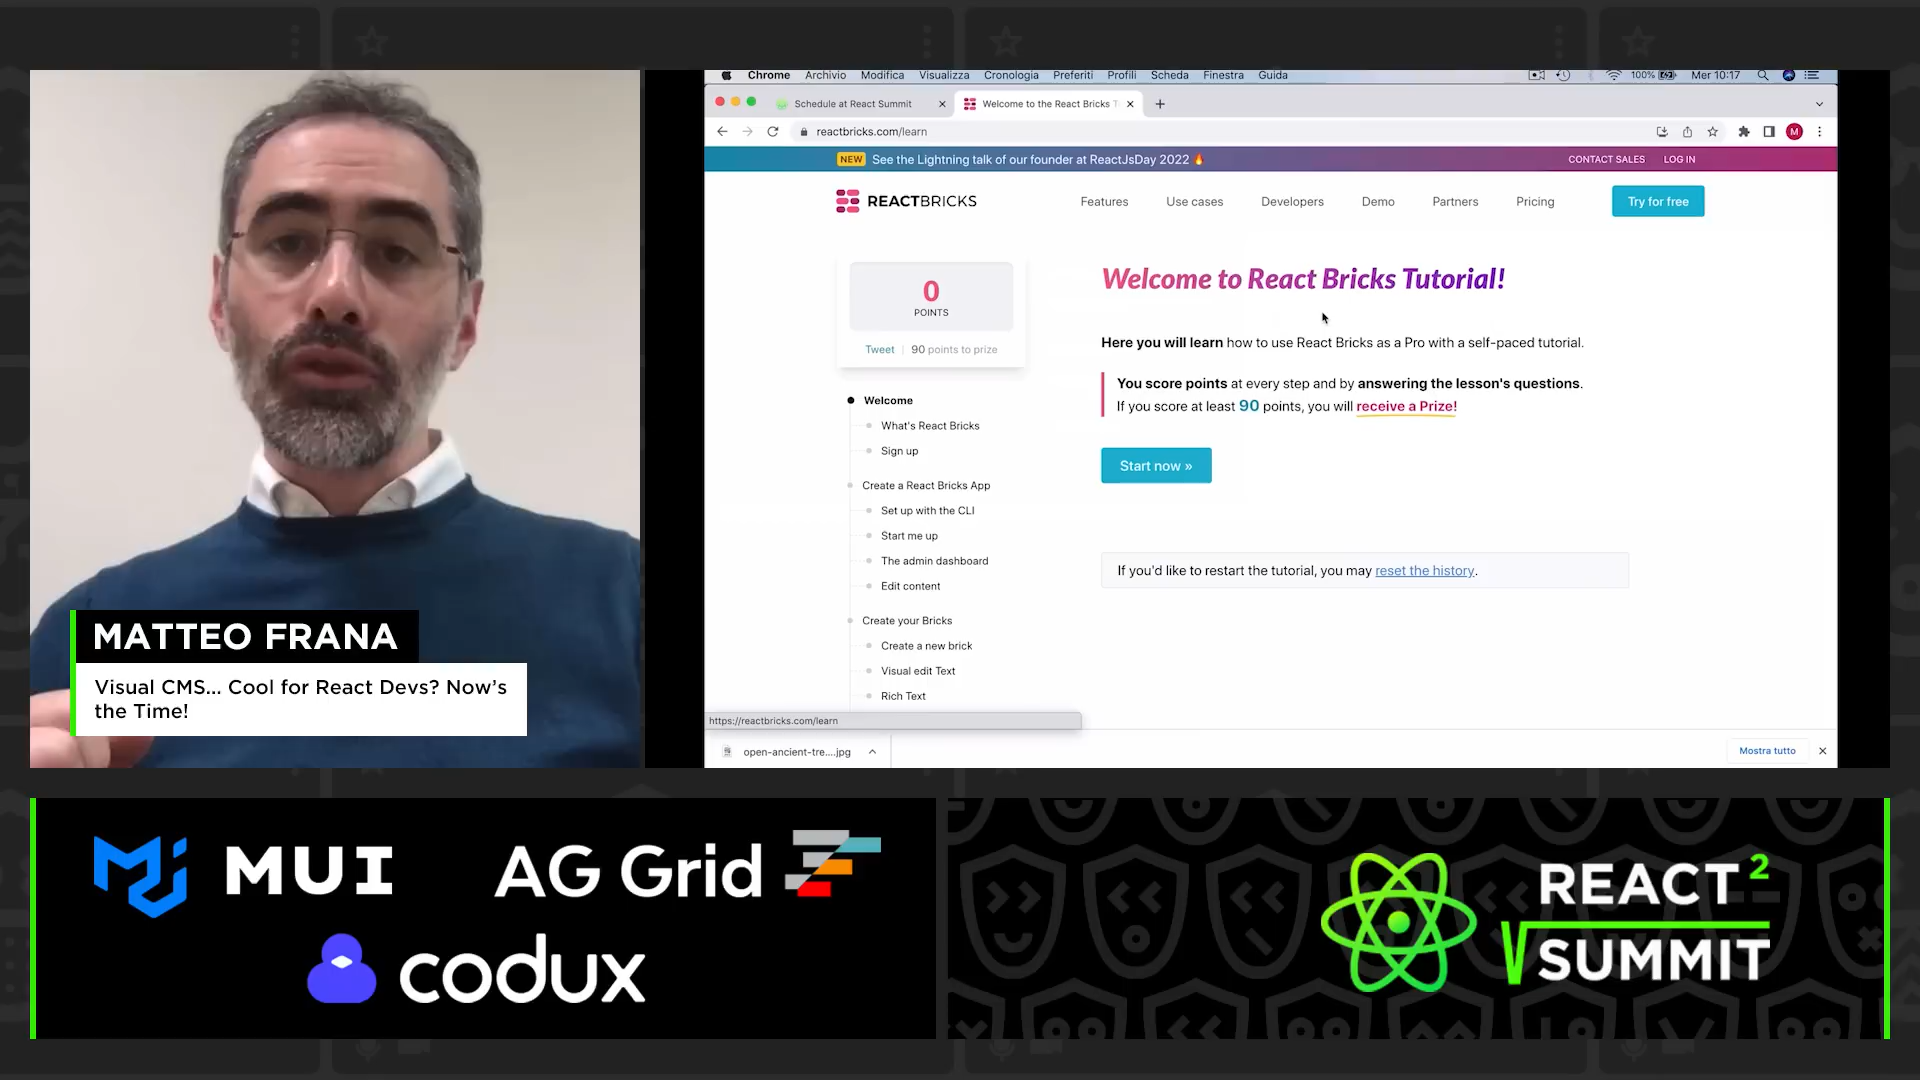 MATTEO FRANA
Visual CMS... Cool for React Devs? Now's
the Time!
Chrome Archivio Modifica Visualizza Cronologia Preferiti Profili Scheda Finestra Guida
100% Mer 10:17
Schedule at React Summit
Welcome to the React Bricks T
reactbricks.com/learn
M
NEW See the Lightning talk of our founder at ReactJsDay 2022 🔥
CONTACT SALES LOG IN
REACTBRICKS
Features Use cases Developers Demo Partners Pricing
Try for free
0
POINTS
Tweet | 90 points to prize
Welcome
What's React Bricks
Sign up
Create a React Bricks App
Set up with the CLI
Start me up
The admin dashboard
Edit content
Create your Bricks
Create a new brick
Visual edit Text
Rich Text
Welcome to React Bricks Tutorial!
Here you will learn how to use React Bricks as a Pro with a self-paced tutorial.
You score points at every step and by answering the lesson's questions.
If you score at least 90 points, you will receive a Prize!
Start now »
If you'd like to restart the tutorial, you may reset the history.
https://reactbricks.com/learn
open-ancient-tre....jpg
Mostra tutto
MUI
AG Grid
codux
REACT 2
SUMMIT